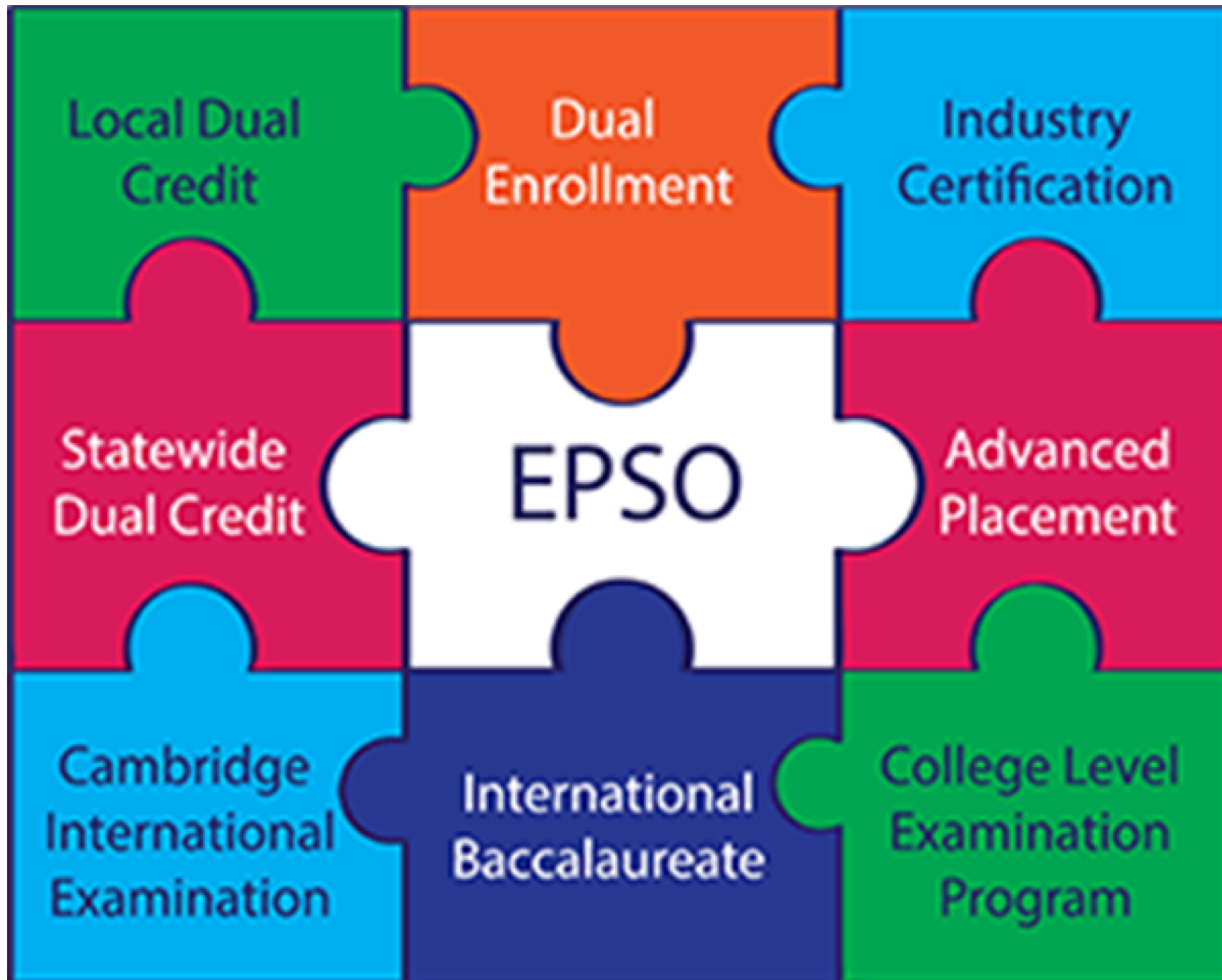 Local Dual
Credit
Dual
Enrollment
Industry
Certification
Statewide
Dual Credit
EPSO
Advanced
Placement
Cambridge
International
Examination
International
Baccalaureate
College Level
Examination
Program